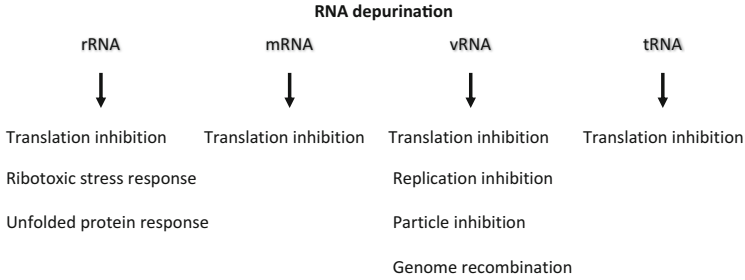 RNA depurination
rRNA mRNA vRNA tRNA
Translation inhibition Translation inhibition Translation inhibition Translation inhibition
Ribotoxic stress response Replication inhibition
Unfolded protein response Particle inhibition
Genome recombination